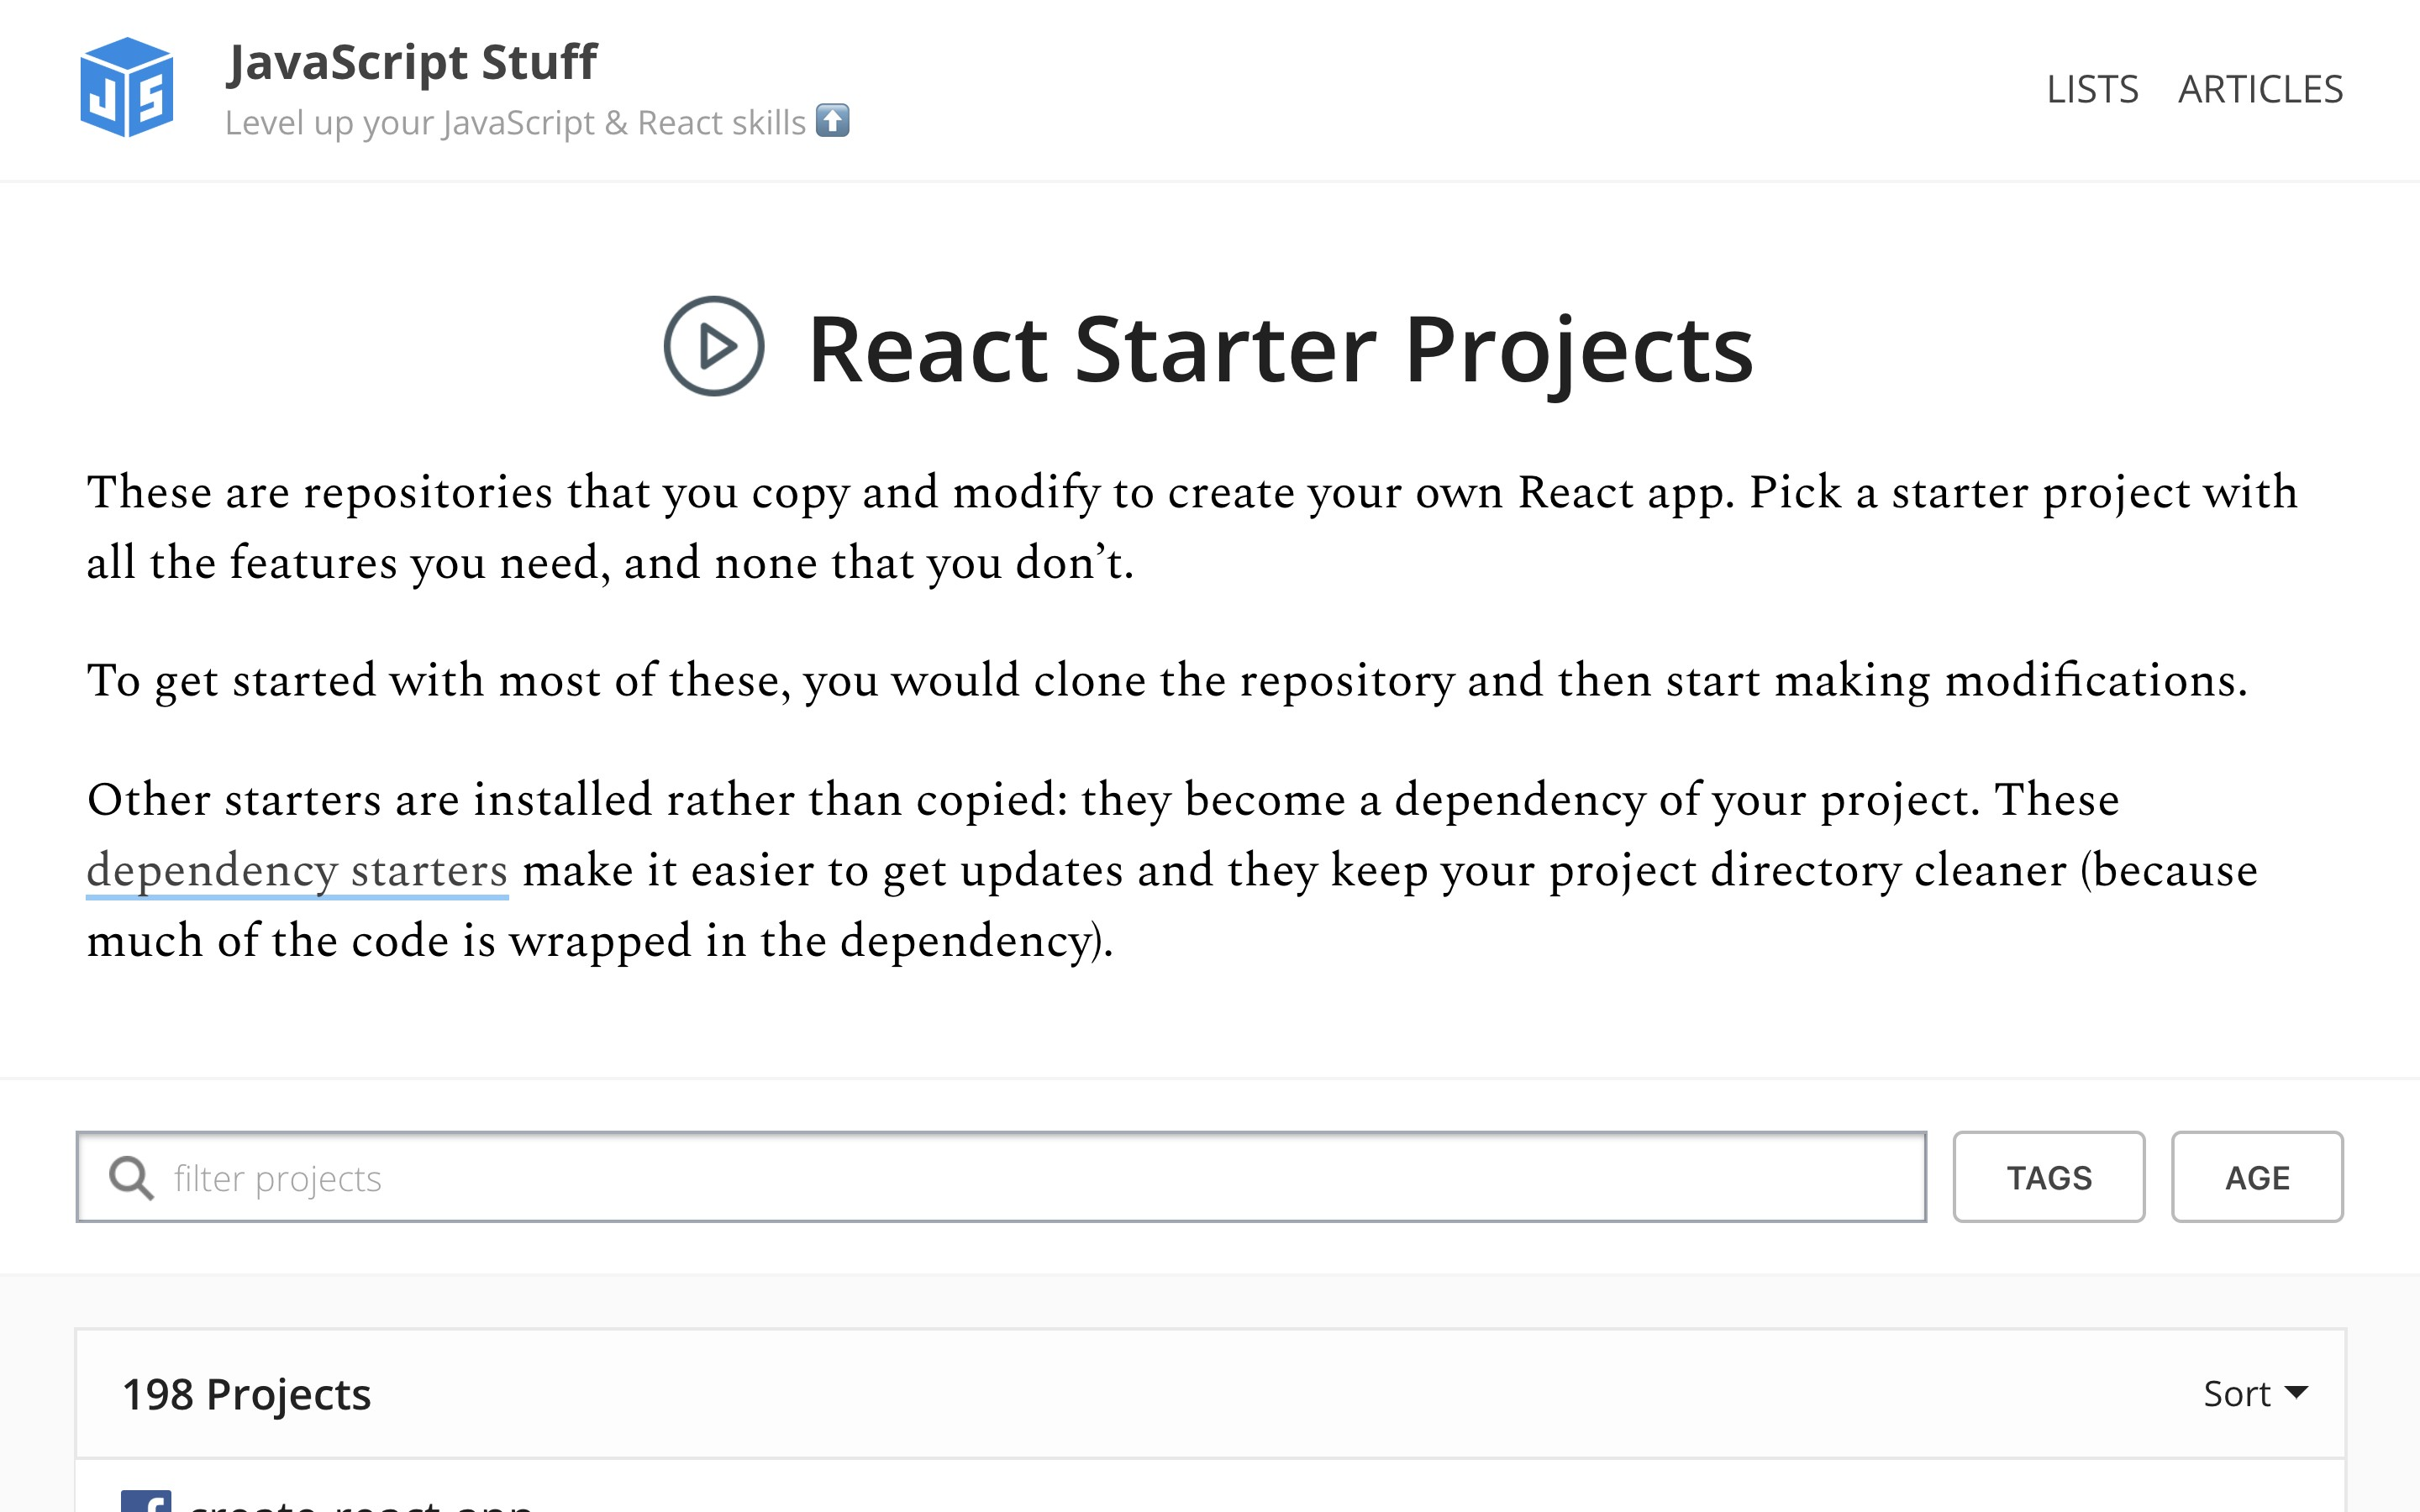 JS
JavaScript Stuff
Level up your JavaScript & React skills
LISTS ARTICLES
React Starter Projects
These are repositories that you copy and modify to create your own React app. Pick a starter project with
all the features you need, and none that you don’t.
To get started with most of these, you would clone the repository and then start making modifications.
Other starters are installed rather than copied: they become a dependency of your project. These
dependency starters make it easier to get updates and they keep your project directory cleaner (because
much of the code is wrapped in the dependency).
filter projects
TAGS
AGE
198 Projects
Sort
f create-react-app